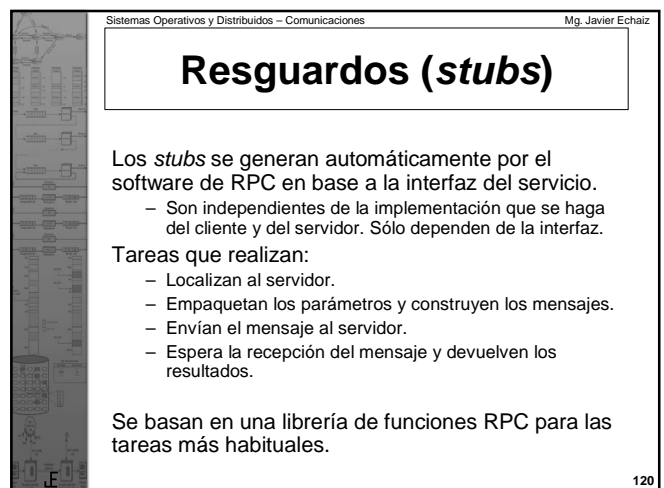 Sistemas Operativos y Distribuidos – Comunicaciones Mg. Javier Echaiz
Resguardos (stubs)
Los stubs se generan automáticamente por el
software de RPC en base a la interfaz del servicio.
– Son independientes de la implementación que se haga
del cliente y del servidor. Sólo dependen de la interfaz.
Tareas que realizan:
– Localizan al servidor.
– Empaquetan los parámetros y construyen los mensajes.
– Envían el mensaje al servidor.
– Espera la recepción del mensaje y devuelven los
resultados.
Se basan en una librería de funciones RPC para las
tareas más habituales.
JE
120